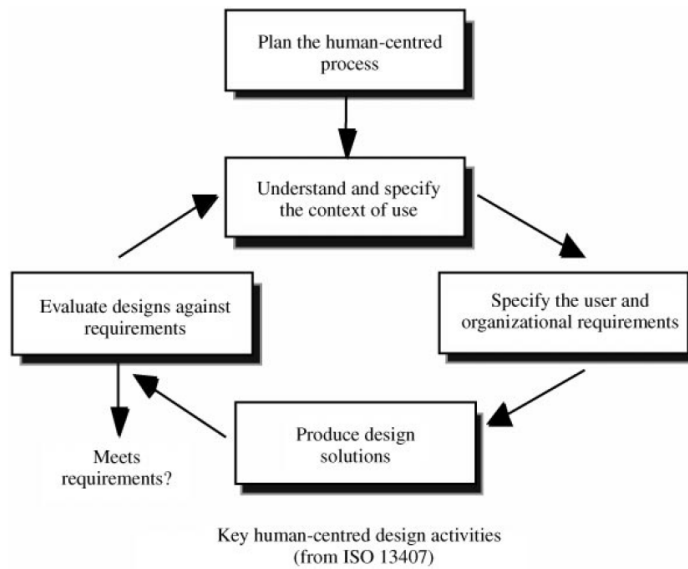 Plan the human-centred
process
Understand and specify
the context of use
Evaluate designs against
requirements
Specify the user and
organizational requirements
Produce design
solutions
Meets
requirements?
Key human-centred design activities
(from ISO 13407)